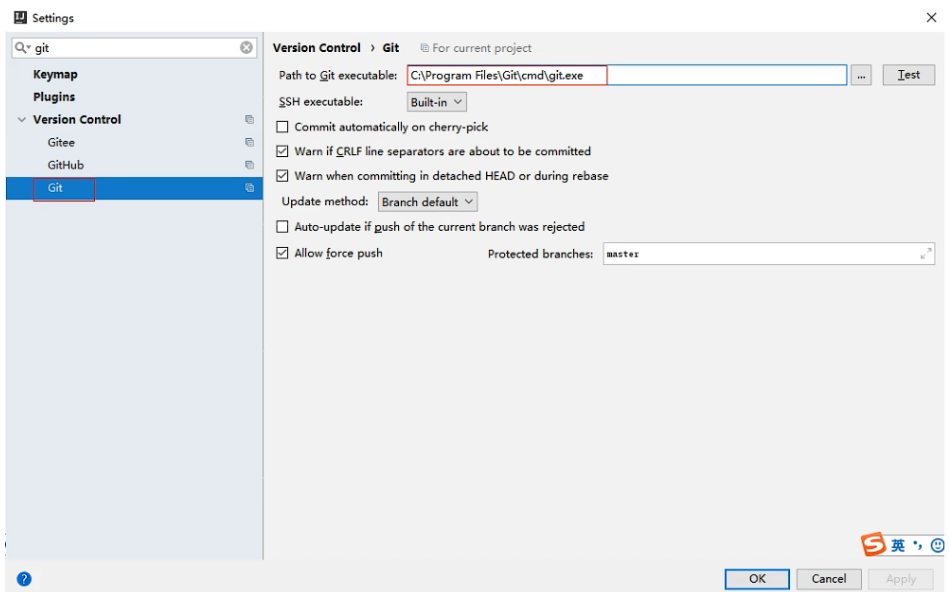 Settings
git
Keymap
Plugins
Version Control
Gitee
GitHub
Git
Version Control › Git For current project
Path to Git executable: C:\Program Files\Git\cmd\git.exe ... Test
SSH executable: Built-in
Commit automatically on cherry-pick
Warn if CRLF line separators are about to be committed
Warn when committing in detached HEAD or during rebase
Update method: Branch default
Auto-update if push of the current branch was rejected
Allow force push Protected branches: master
S 英 •,
? OK Cancel Apply